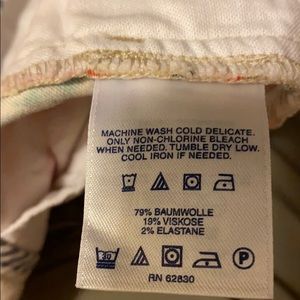 MACHINE WASH COLD DELICATE.
ONLY NON-CHLORINE BLEACH
WHEN NEEDED. TUMBLE DRY LOW.
COOL IRON IF NEEDED.
79% BAUMWOLLE
19% VISKOSE
2% ELASTANE
30 P
RN 62830